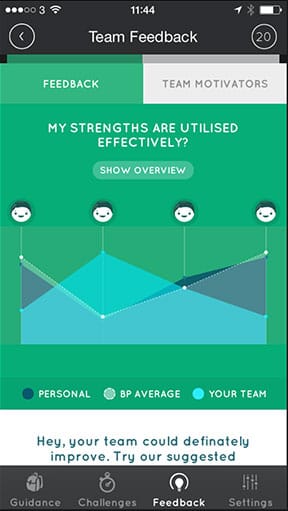 ●●●○○ 3 11:44
Team Feedback 20
FEEDBACK TEAM MOTIVATORS
MY STRENGTHS ARE UTILISED
EFFECTIVELY?
SHOW OVERVIEW
PERSONAL BP AVERAGE YOUR TEAM
Hey, your team could definately
improve. Try our suggested
Guidance Challenges Feedback Settings